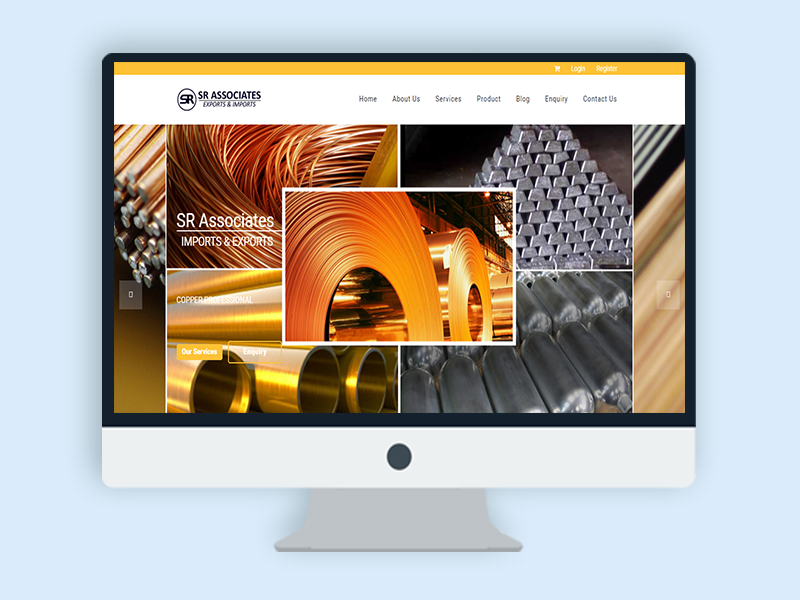 Login Register
SR SR ASSOCIATES
EXPORTS & IMPORTS
Home About Us Services Product Blog Enquiry Contact Us
SR Associates
IMPORTS & EXPORTS
COPPER PROFESSIONAL
Our Services Enquiry